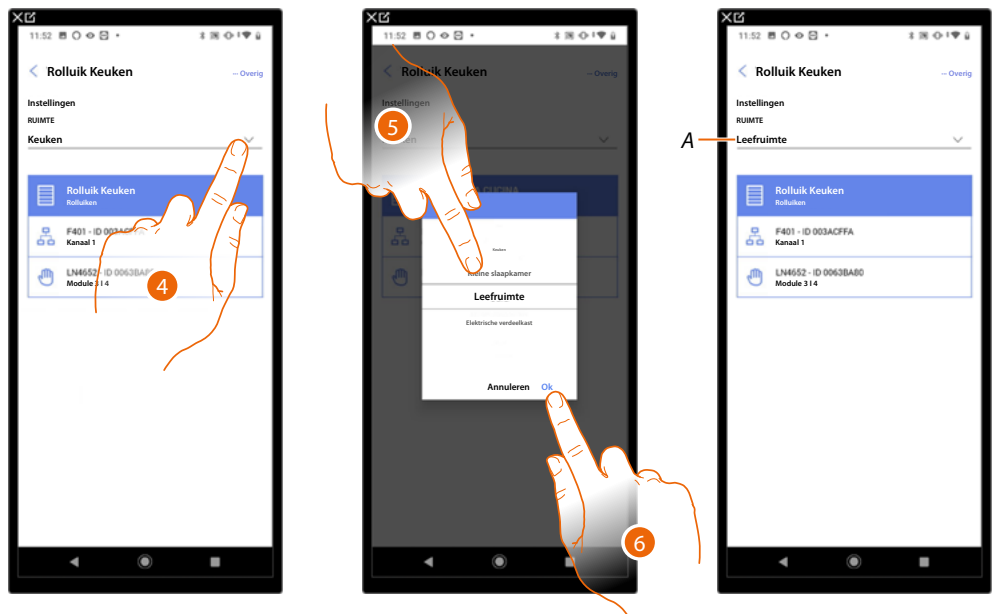 11:52
Rolluik Keuken
... Overig
Instellingen
RUIMTE
Keuken
Rolluik Keuken
Rolluiken
F401 - ID 003ACFFA
Kanaal 1
LN4652 - ID 0063BA
Module 3 I 4
4
11:52
Rolluik Keuken
... Overig
Instellingen
5
CUCINA
Keuken
Kleine slaapkamer
Leefruimte
Elektrische verdeelkast
Annuleren Ok
6
11:52
Rolluik Keuken
... Overig
Instellingen
RUIMTE
A
Leefruimte
Rolluik Keuken
Rolluiken
F401 - ID 003ACFFA
Kanaal 1
LN4652 - ID 0063BA80
Module 3 I 4